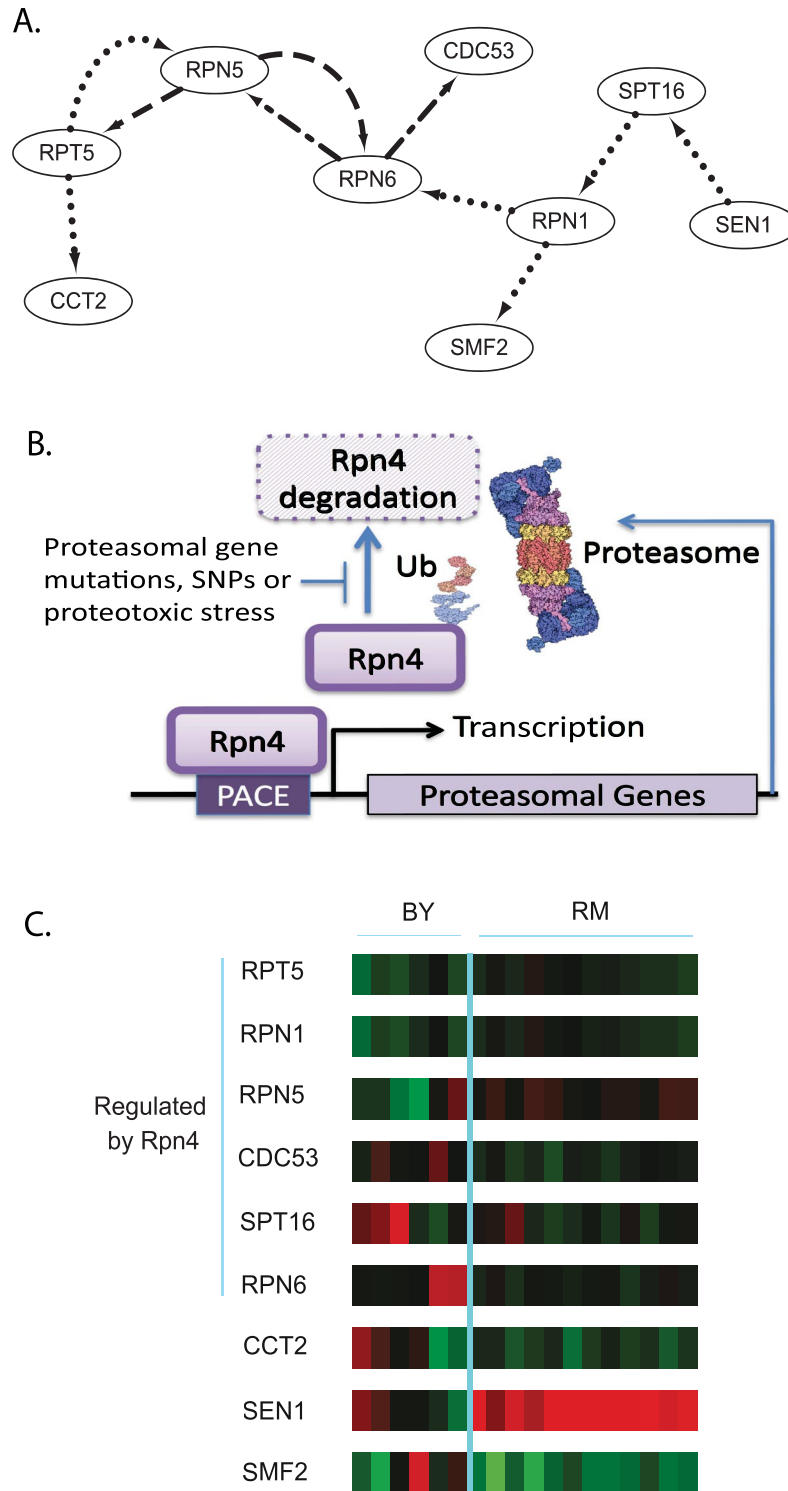 A.
RPN5
CDC53
SPT16
RPT5
RPN6
RPN1
SEN1
CCT2
SMF2
B.
Rpn4
degradation
Proteasomal gene
mutations, SNPs or
proteotoxic stress
Ub
Proteasome
Rpn4
Rpn4
Transcription
PACE
Proteasomal Genes
C.
BY
RM
RPT5
RPN1
RPN5
Regulated
by Rpn4
CDC53
SPT16
RPN6
CCT2
SEN1
SMF2